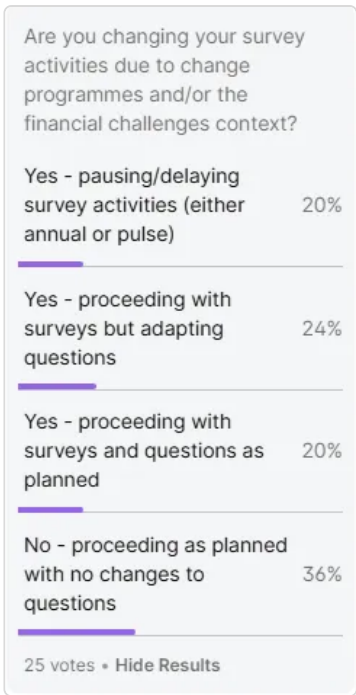 Are you changing your survey
activities due to change
programmes and/or the
financial challenges context?
Yes - pausing/delaying
survey activities (either
annual or pulse)
20%
Yes - proceeding with
surveys but adapting
questions
24%
Yes - proceeding with
surveys and questions as
planned
20%
No - proceeding as planned
with no changes to
questions
36%
25 votes • Hide Results